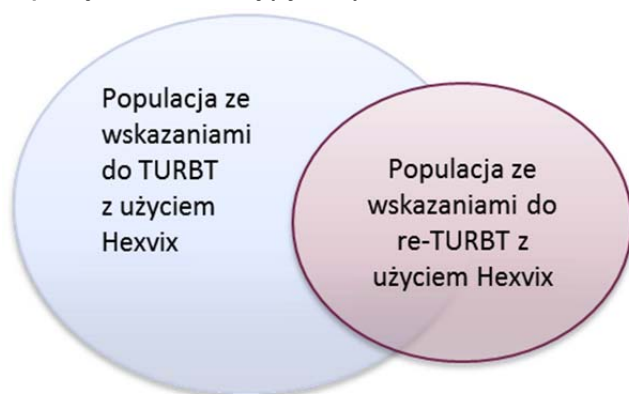 Populacja ze
wskazaniami
do TURBT
z użyciem
Hexvix
Populacja ze
wskazaniami do
re-TURBT z
użyciem Hexvix